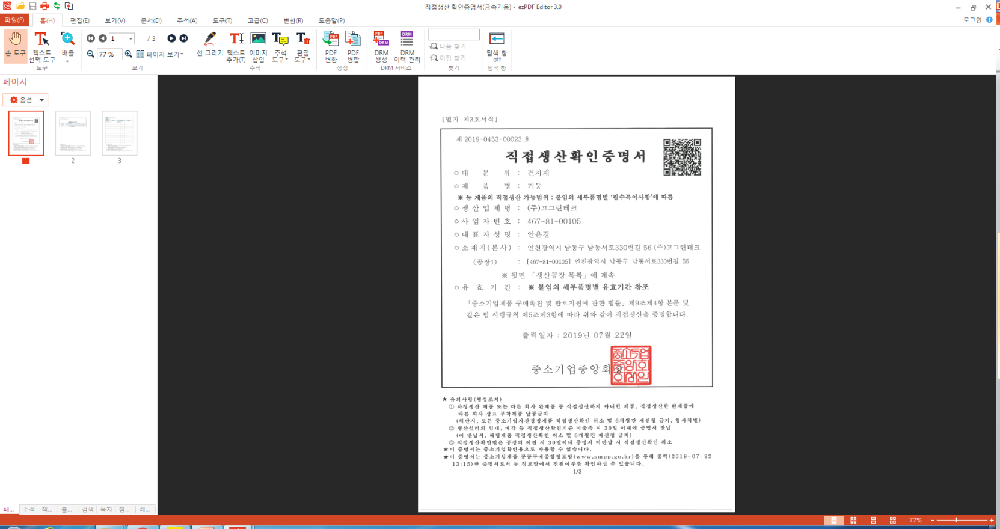 직접생산 확인증명서(금속기둥) - ezPDF Editor 3.0
파일(F) 홈(H) 편집(E) 보기(V) 문서(D) 주석(A) 도구(T) 고급(C) 변환(R) 도움말(P) 로그인
손 도구 텍스트 선택 도구 배율 1 / 3 77 % 페이지 보기 선 그리기 텍스트 추가(T) 이미지 삽입 주석 도구 편집 도구 PDF 변환 PDF 병합 DRM 생성 DRM 이력 관리 다음 찾기 이전 찾기 탐색 창 off
도구 보기 주석 생성 DRM 서비스 찾기 탐색 창
페이지
옵션
1 2 3
[별지 제3호서식]
제 2019-0453-00023 호
직접생산확인증명서
ㅇ대 분 류 : 건자재
ㅇ제 품 명 : 기둥
※ 동 제품의 직접생산 가능범위 : 붙임의 세부품명별 '필수특이사항'에 따름
ㅇ생 산 업 체 명 : (주)고그린테크
ㅇ사 업 자 번 호 : 467-81-00105
ㅇ대 표 자 성 명 : 안은경
ㅇ소 재 지(본사) : 인천광역시 남동구 남동서로330번길 56 (주)고그린테크
(공장1) : [467-81-00105] 인천광역시 남동구 남동서로330번길 56
※ 뒷면 「생산공장 목록」에 계속
ㅇ유 효 기 간 : ※ 붙임의 세부품명별 유효기간 참조
「중소기업제품 구매촉진 및 판로지원에 관한 법률」제9조제4항 본문 및
같은 법 시행규칙 제5조제3항에 따라 위와 같이 직접생산을 증명합니다.
출력일자 : 2019년 07월 22일
중소기업중앙회장
★ 유의사항(행정조치)
① 하청생산 제품 또는 다른 회사 완제품 등 직접생산하지 아니한 제품, 직접생산한 완제품에
다른 회사 상표 부착제품 납품금지
(위반시, 모든 중소기업자간경쟁제품 직접생산확인 취소 및 6개월간 재신청 금지, 형사처벌)
② 생산설비의 임대, 매각 등 직접생산확인기준 미충족 시 30일 이내에 증명서 반납
(미 반납시, 해당제품 직접생산확인 취소 및 6개월간 재신청 금지)
③ 직접생산확인받은 공장의 이전 시 30일이내 증명서 미반납 시 직접생산확인 취소
★이 증명서는 중소기업확인용으로 사용할 수 없습니다.
★이 증명서는 중소기업제품 공공구매종합정보망(www.smpp.go.kr)을 통해 출력(2019-07-22
13:15)한 증명서로서 동 정보망에서 진위여부를 확인하실 수 있습니다.
1/3
페... 주석 책... 블... 검색 목차 첨... 레...
77%